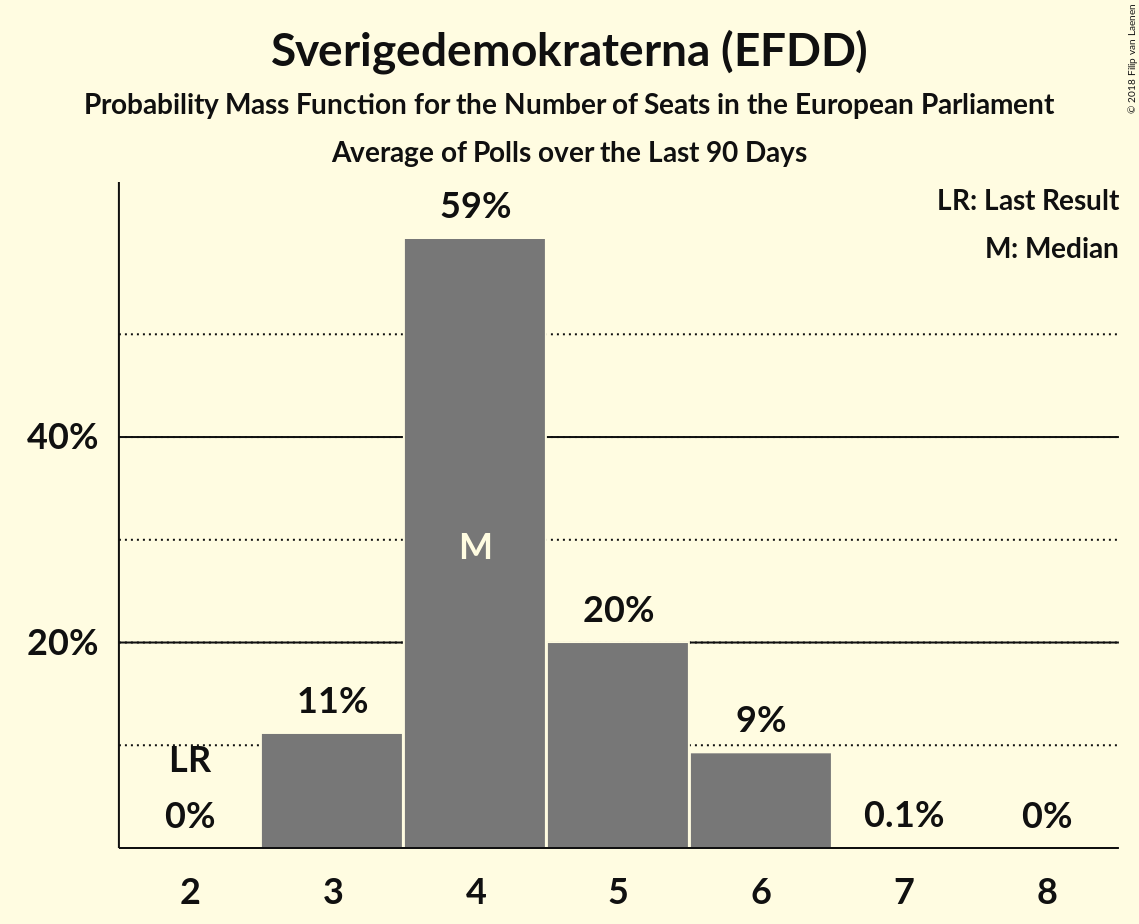 Sverigedemokraterna (EFDD)
Probability Mass Function for the Number of Seats in the European Parliament
Average of Polls over the Last 90 Days
© 2018 Filip van Laenen
LR: Last Result
M: Median
59%
40%
M
20%
20%
11%
9%
LR
0%
0.1%
0%
2 3 4 5 6 7 8